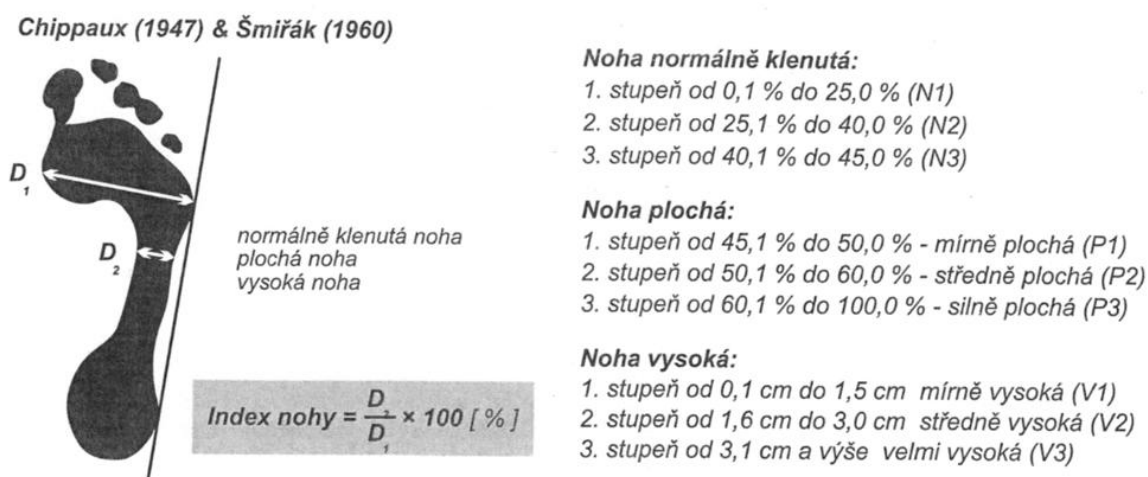 Chippaux (1947) & Šmiřák (1960)
D1
D2
normálně klenutá noha
plochá noha
vysoká noha
Index nohy = D2/D1 × 100 [ % ]
Noha normálně klenutá:
1. stupeň od 0,1 % do 25,0 % (N1)
2. stupeň od 25,1 % do 40,0 % (N2)
3. stupeň od 40,1 % do 45,0 % (N3)
Noha plochá:
1. stupeň od 45,1 % do 50,0 % - mírně plochá (P1)
2. stupeň od 50,1 % do 60,0 % - středně plochá (P2)
3. stupeň od 60,1 % do 100,0 % - silně plochá (P3)
Noha vysoká:
1. stupeň od 0,1 cm do 1,5 cm mírně vysoká (V1)
2. stupeň od 1,6 cm do 3,0 cm středně vysoká (V2)
3. stupeň od 3,1 cm a výše velmi vysoká (V3)